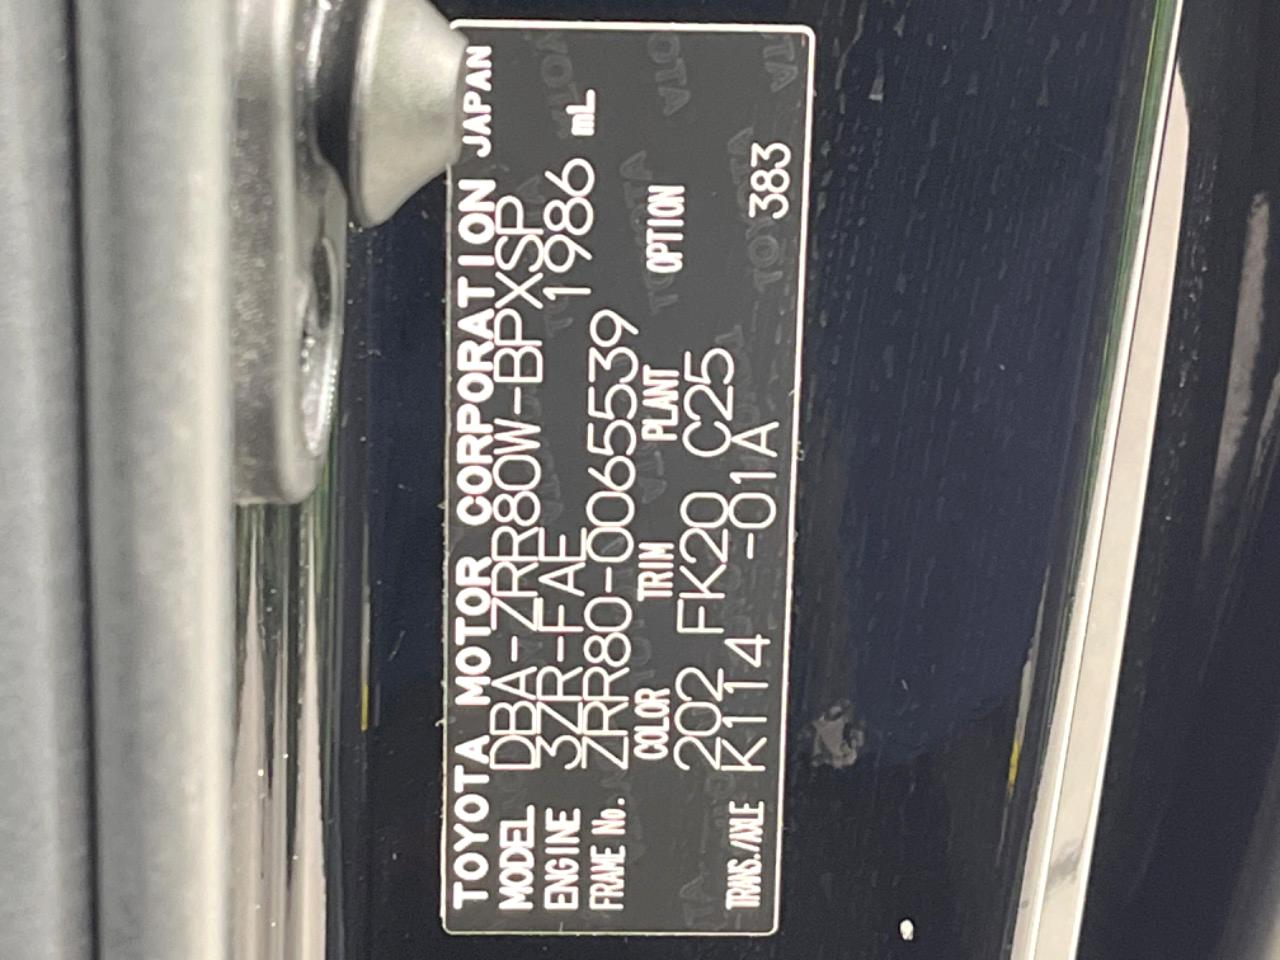 TOYOTA MOTOR CORPORATION JAPAN
MODEL DBA-ZRR80W-BPXSP
ENGINE 3ZR-FAE 1986 mL
FRAME No. ZRR80-0065539
COLOR TRIM PLANT OPTION
202 FK20 C25
TRANS./AXLE K114 -01A 383